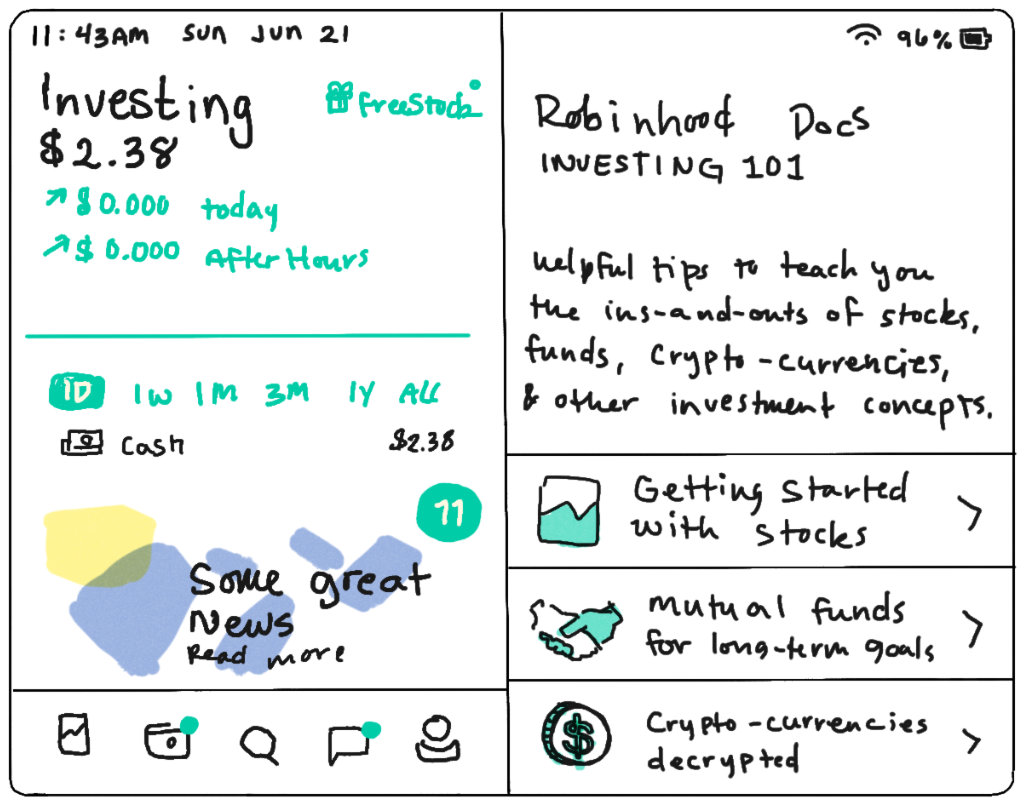 11:43AM Sun Jun 21
96%
Investing
FreeStock
$2.38
$0.000 today
$0.000 After Hours
1D 1W 1M 3M 1Y ALL
Cash $2.38
11
Some great
News
Read more
Robinhood Docs
INVESTING 101
Helpful tips to teach you
the ins-and-outs of stocks,
funds, crypto-currencies,
& other investment concepts.
Getting started
with stocks
Mutual funds
for long-term goals
$
Crypto-currencies
decrypted